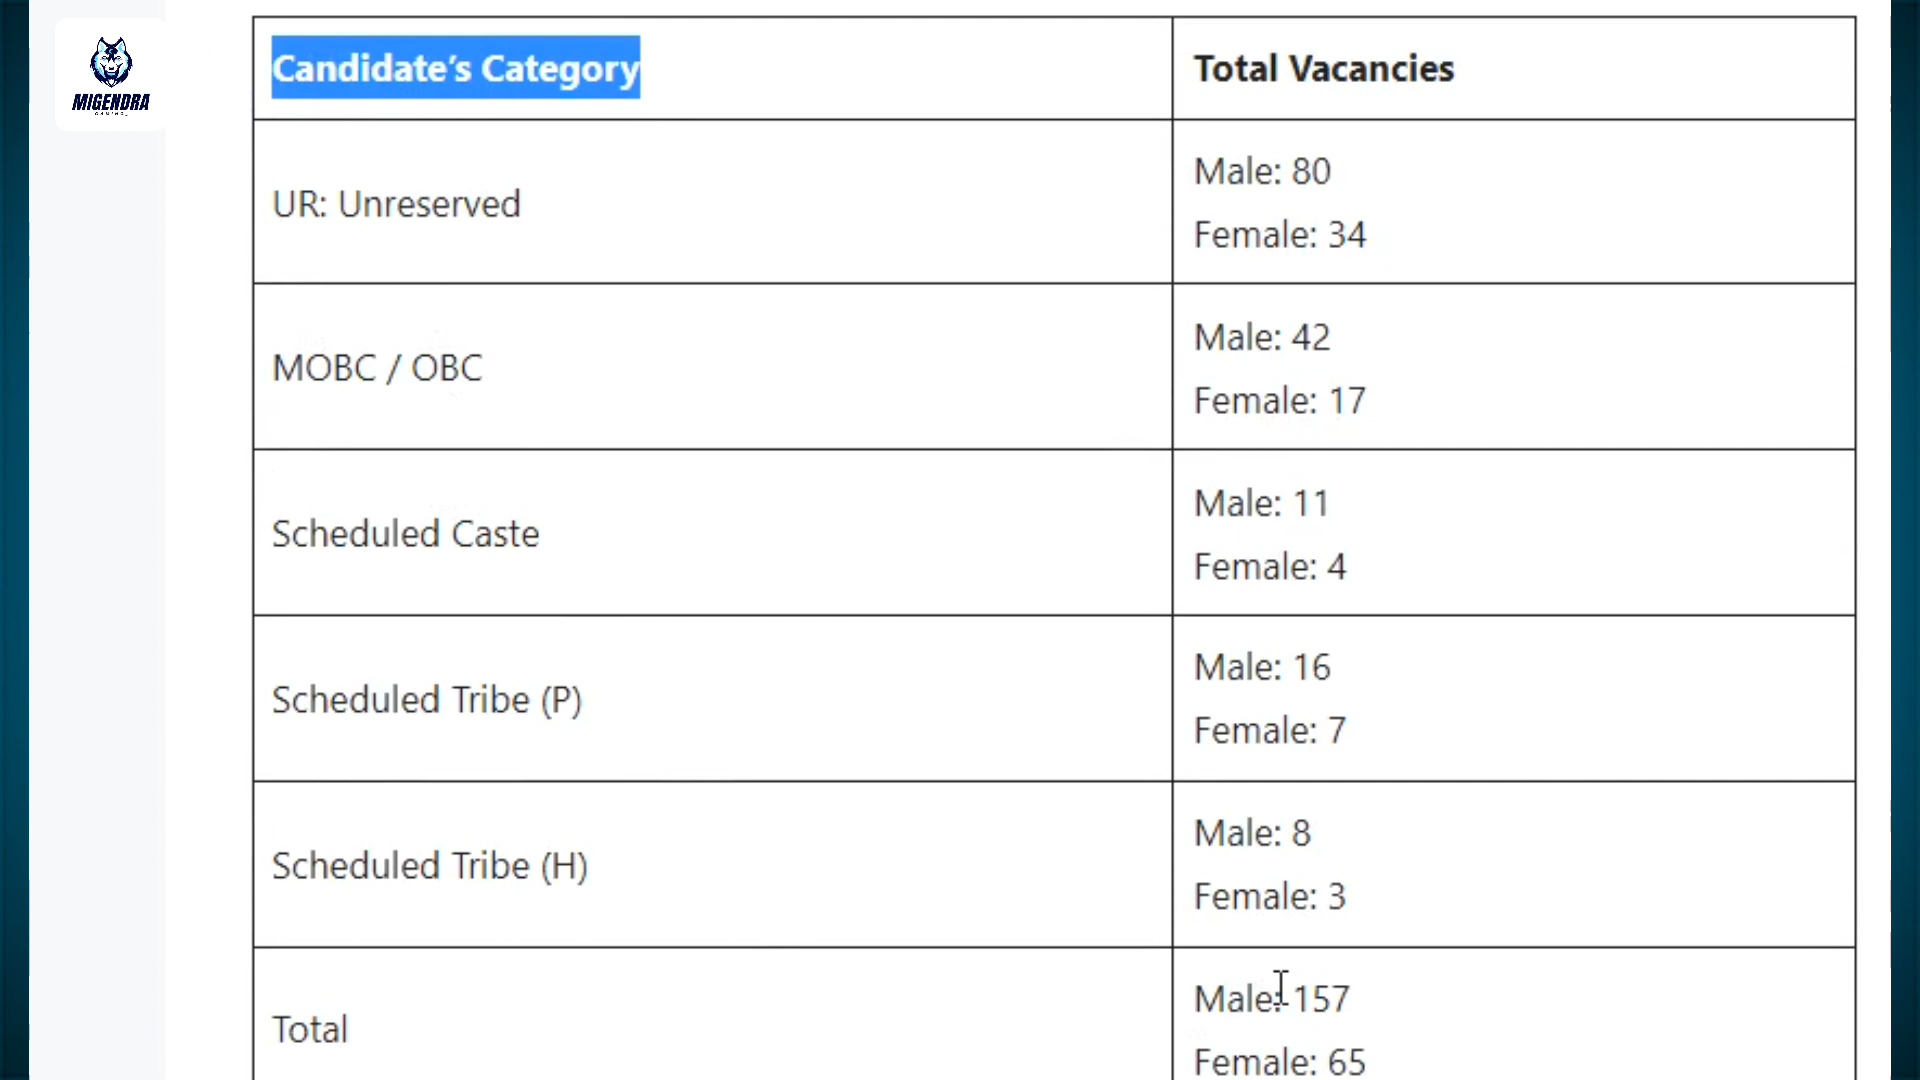 MIGENDRA
GAMING
Candidate's Category
Total Vacancies
UR: Unreserved
Male: 80
Female: 34
MOBC / OBC
Male: 42
Female: 17
Scheduled Caste
Male: 11
Female: 4
Scheduled Tribe (P)
Male: 16
Female: 7
Scheduled Tribe (H)
Male: 8
Female: 3
Total
Male: 157
Female: 65